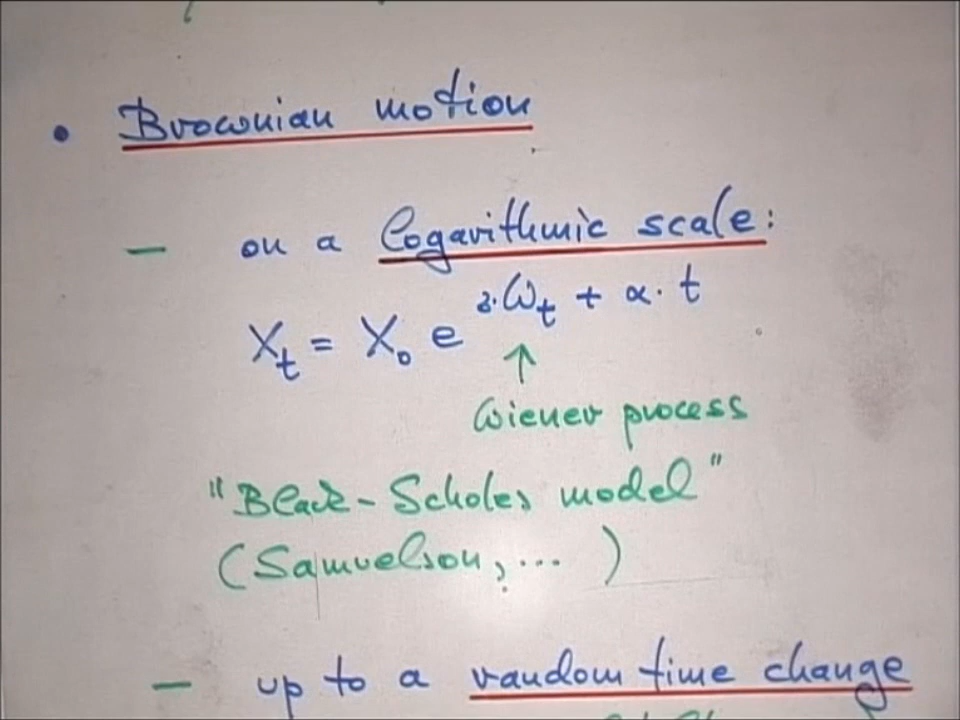 • Brownian motion
— on a logarithmic scale:
X_t = X_0 e^{σ·W_t + α·t}
↑
Wiener process
"Black-Scholes model"
(Samuelson, ... )
— up to a random time change